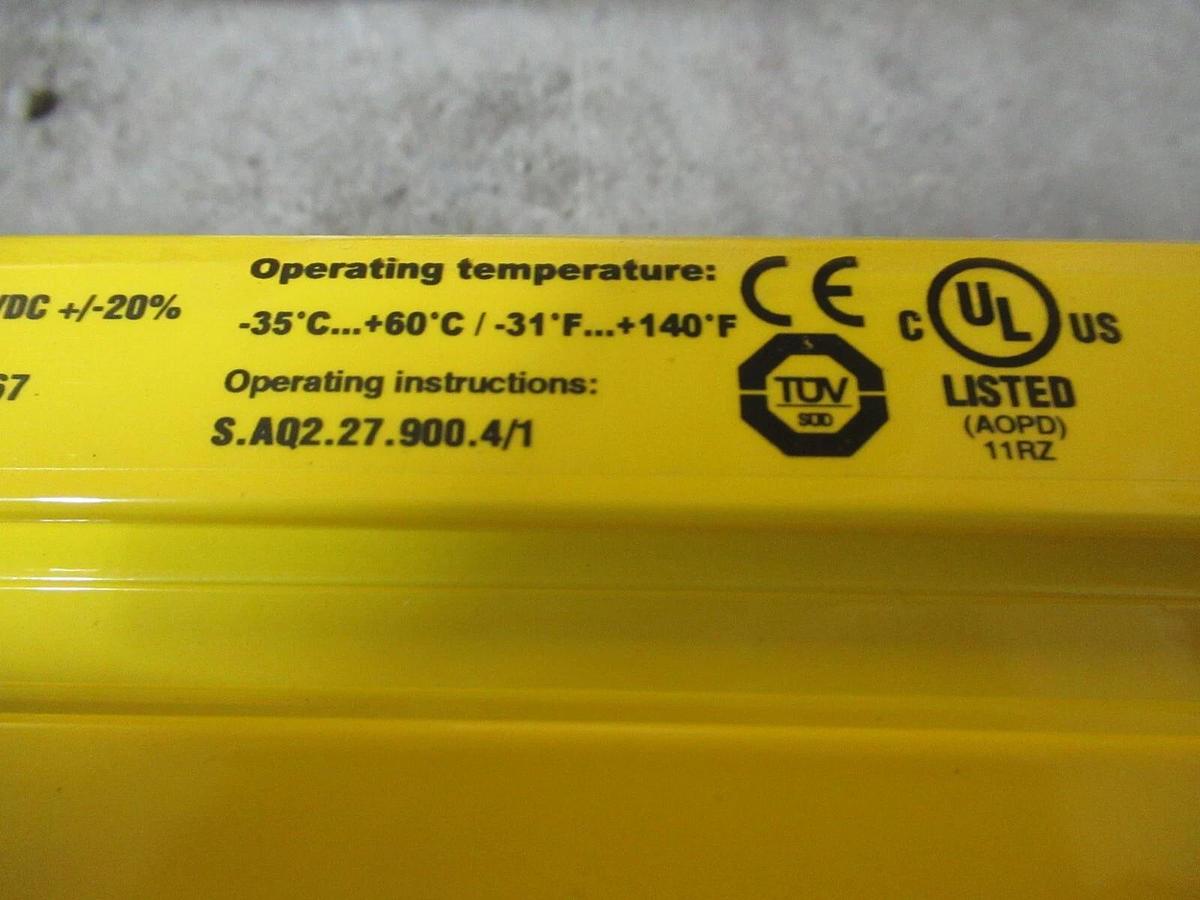 VDC +/-20%
67
Operating temperature:
-35°C...+60°C / -31°F...+140°F
Operating instructions:
S.AQ2.27.900.4/1
CE
TÜV
SÜD
C UL US
LISTED
(AOPD)
11RZ